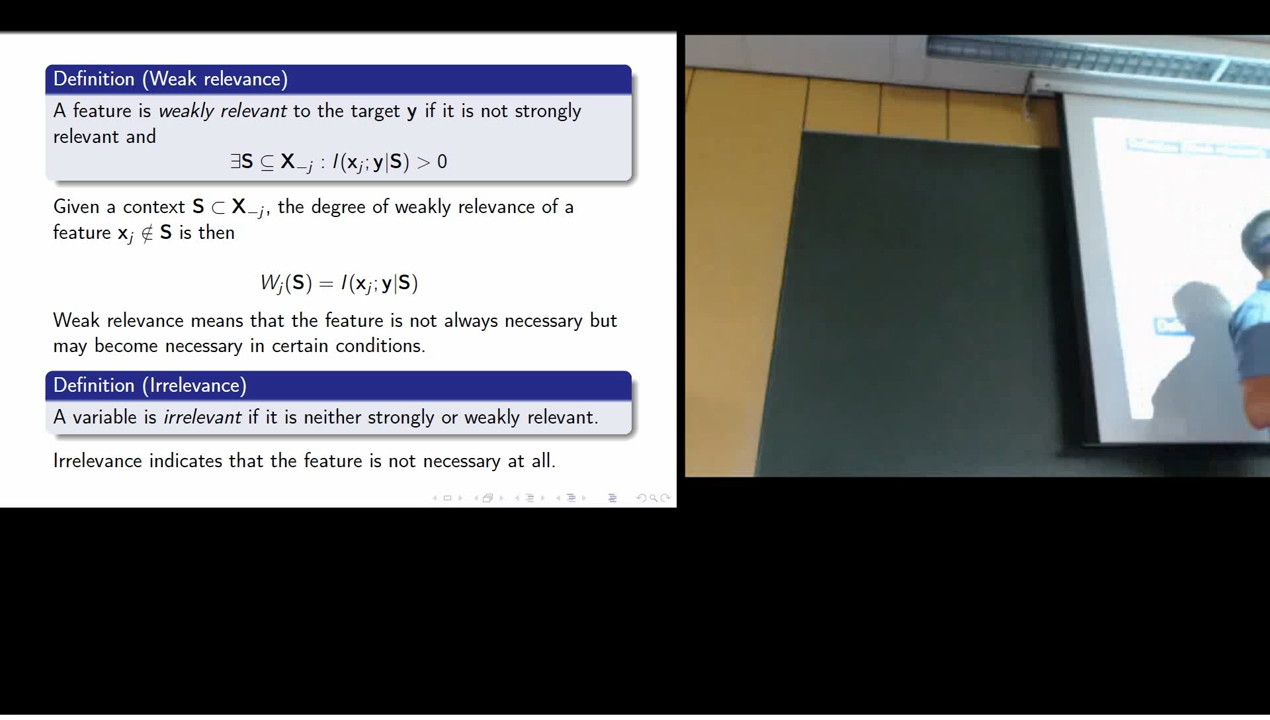 Definition (Weak relevance)
A feature is weakly relevant to the target y if it is not strongly
relevant and
∃S ⊆ X₋ⱼ : I(xⱼ; y|S) > 0
Given a context S ⊂ X₋ⱼ, the degree of weakly relevance of a
feature xⱼ ∉ S is then
Wⱼ(S) = I(xⱼ; y|S)
Weak relevance means that the feature is not always necessary but
may become necessary in certain conditions.
Definition (Irrelevance)
A variable is irrelevant if it is neither strongly or weakly relevant.
Irrelevance indicates that the feature is not necessary at all.